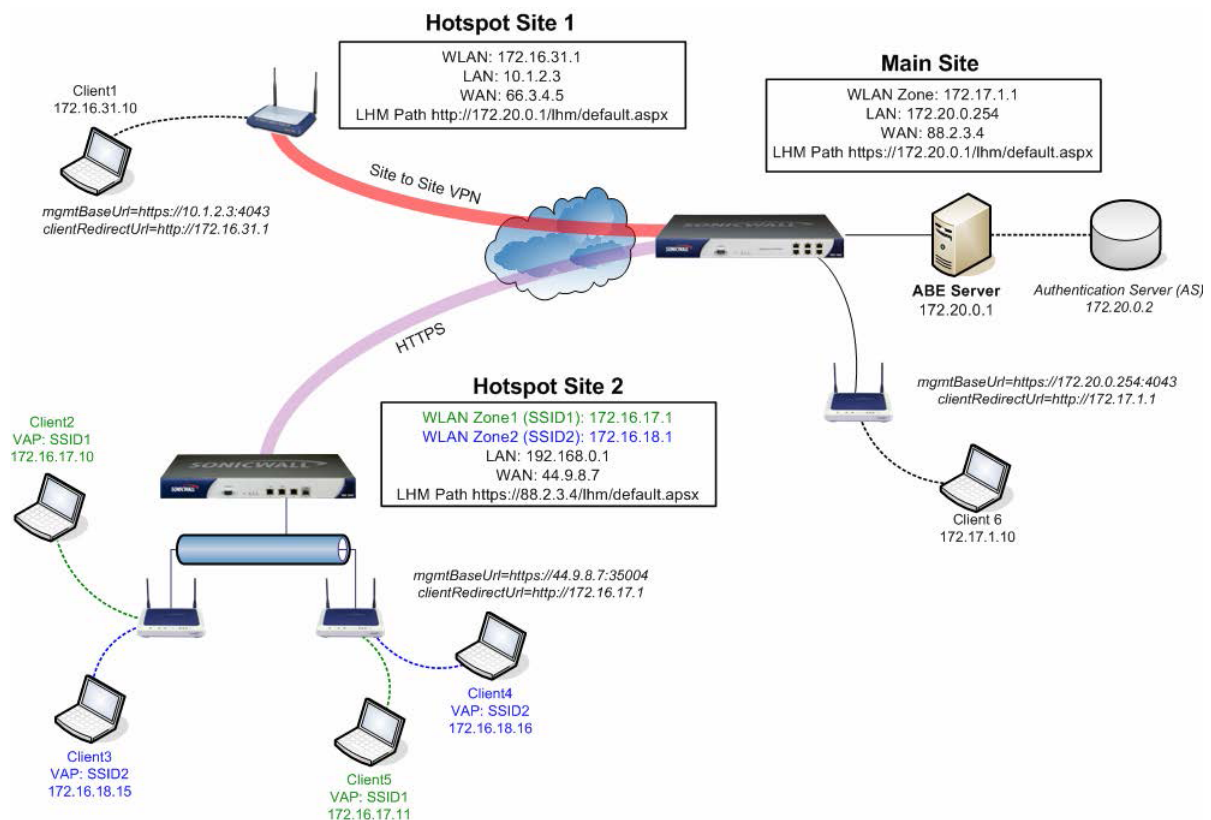 Hotspot Site 1
WLAN: 172.16.31.1
LAN: 10.1.2.3
WAN: 66.3.4.5
LHM Path http://172.20.0.1/lhm/default.aspx
Main Site
WLAN Zone: 172.17.1.1
LAN: 172.20.0.254
WAN: 88.2.3.4
LHM Path https://172.20.0.1/lhm/default.aspx
Client1
172.16.31.10
mgmtBaseUrl=https://10.1.2.3:4043
clientRedirectUrl=http://172.16.31.1
Site to Site VPN
SONICWALL
ABE Server
172.20.0.1
Authentication Server (AS)
172.20.0.2
HTTPS
mgmtBaseUrl=https://172.20.0.254:4043
clientRedirectUrl=http://172.17.1.1
Client 6
172.17.1.10
Hotspot Site 2
WLAN Zone1 (SSID1): 172.16.17.1
WLAN Zone2 (SSID2): 172.16.18.1
LAN: 192.168.0.1
WAN: 44.9.8.7
LHM Path https://88.2.3.4/lhm/default.apsx
Client2
VAP: SSID1
172.16.17.10
SONICWALL
SONICWALL
mgmtBaseUrl=https://44.9.8.7:35004
clientRedirectUrl=http://172.16.17.1
Client4
VAP: SSID2
172.16.18.16
Client3
VAP: SSID2
172.16.18.15
Client5
VAP: SSID1
172.16.17.11